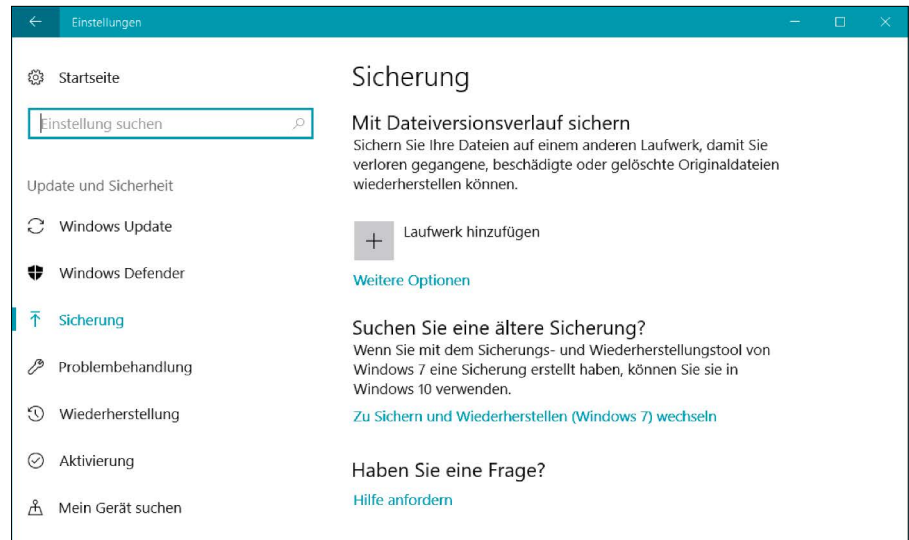 Einstellungen
Startseite
Einstellung suchen
Update und Sicherheit
Windows Update
Windows Defender
Sicherung
Problembehandlung
Wiederherstellung
Aktivierung
Mein Gerät suchen
Sicherung
Mit Dateiversionsverlauf sichern
Sichern Sie Ihre Dateien auf einem anderen Laufwerk, damit Sie
verloren gegangene, beschädigte oder gelöschte Originaldateien
wiederherstellen können.
Laufwerk hinzufügen
Weitere Optionen
Suchen Sie eine ältere Sicherung?
Wenn Sie mit dem Sicherungs- und Wiederherstellungstool von
Windows 7 eine Sicherung erstellt haben, können Sie sie in
Windows 10 verwenden.
Zu Sichern und Wiederherstellen (Windows 7) wechseln
Haben Sie eine Frage?
Hilfe anfordern